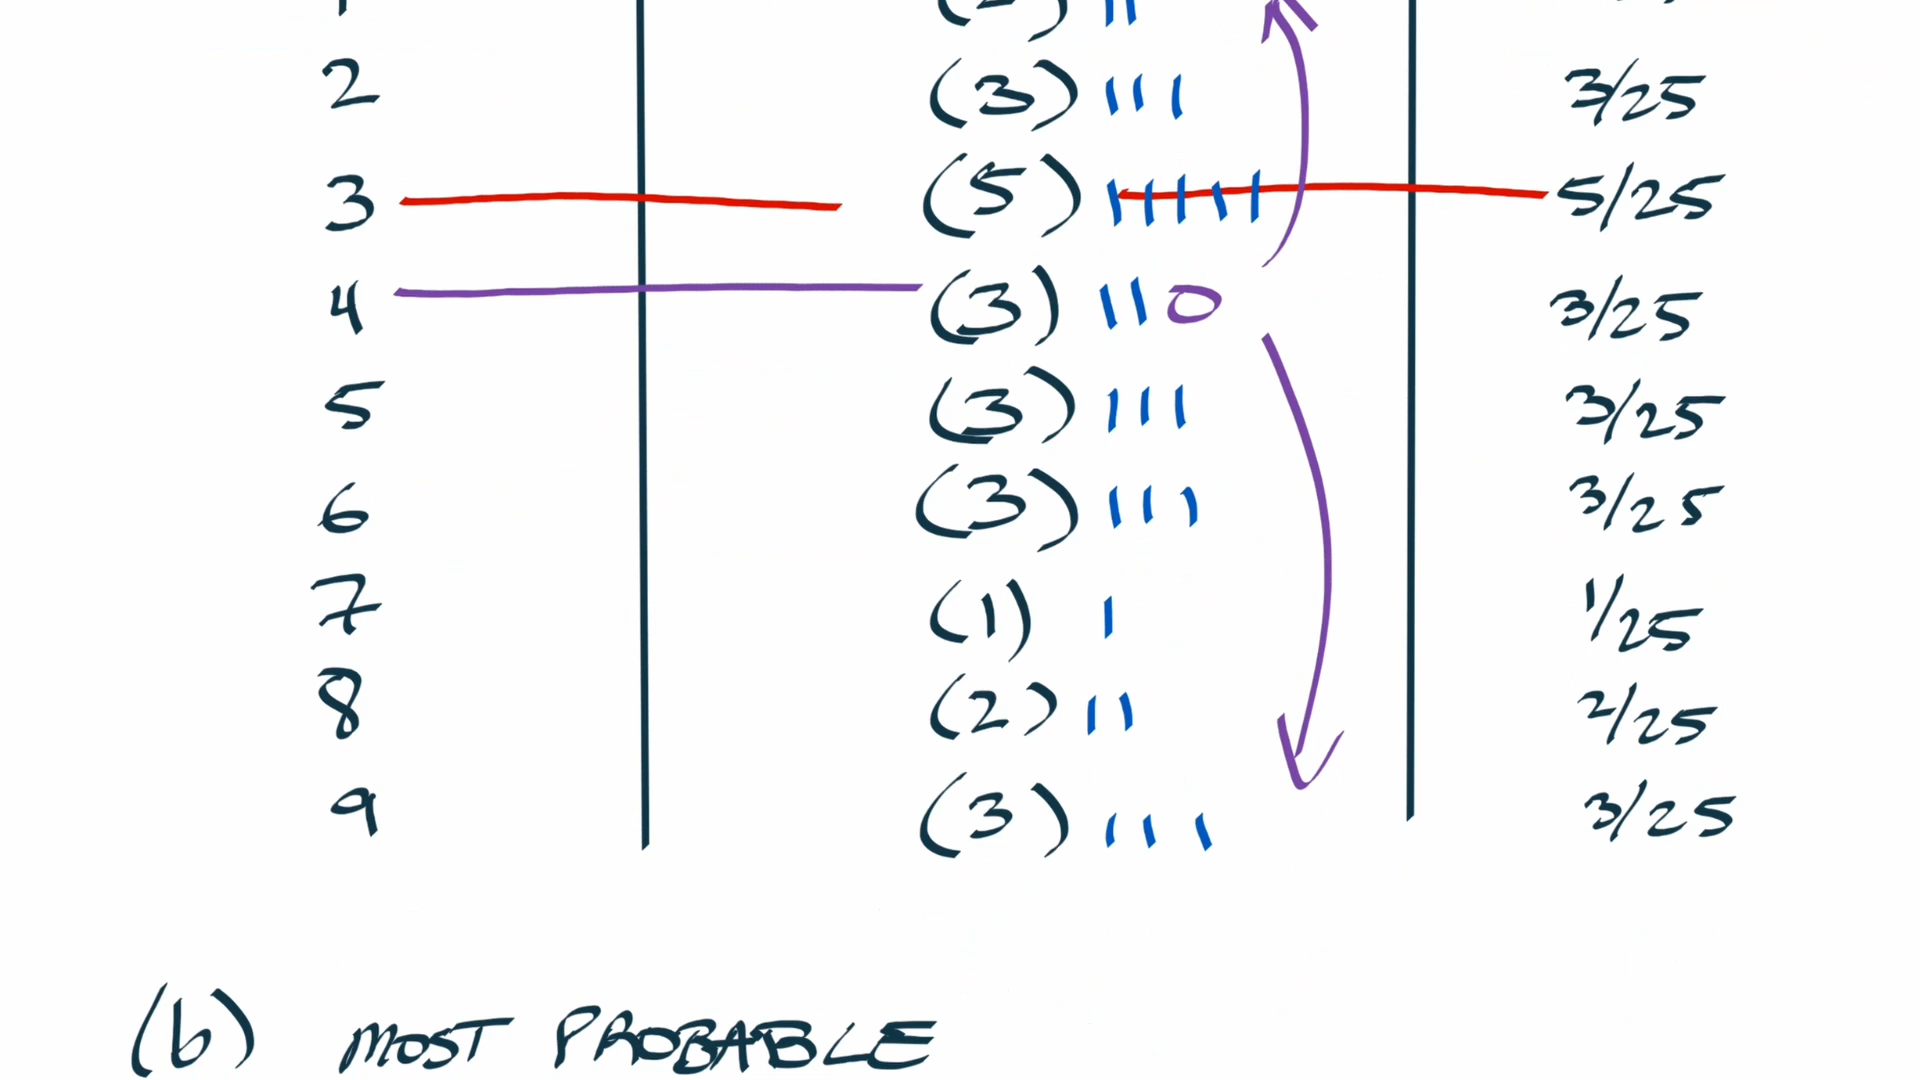 2 (3) 3/25
3 (5) 5/25
4 (3) 3/25
5 (3) 3/25
6 (3) 3/25
7 (1) 1/25
8 (2) 2/25
9 (3) 3/25
(b) MOST PROBABLE